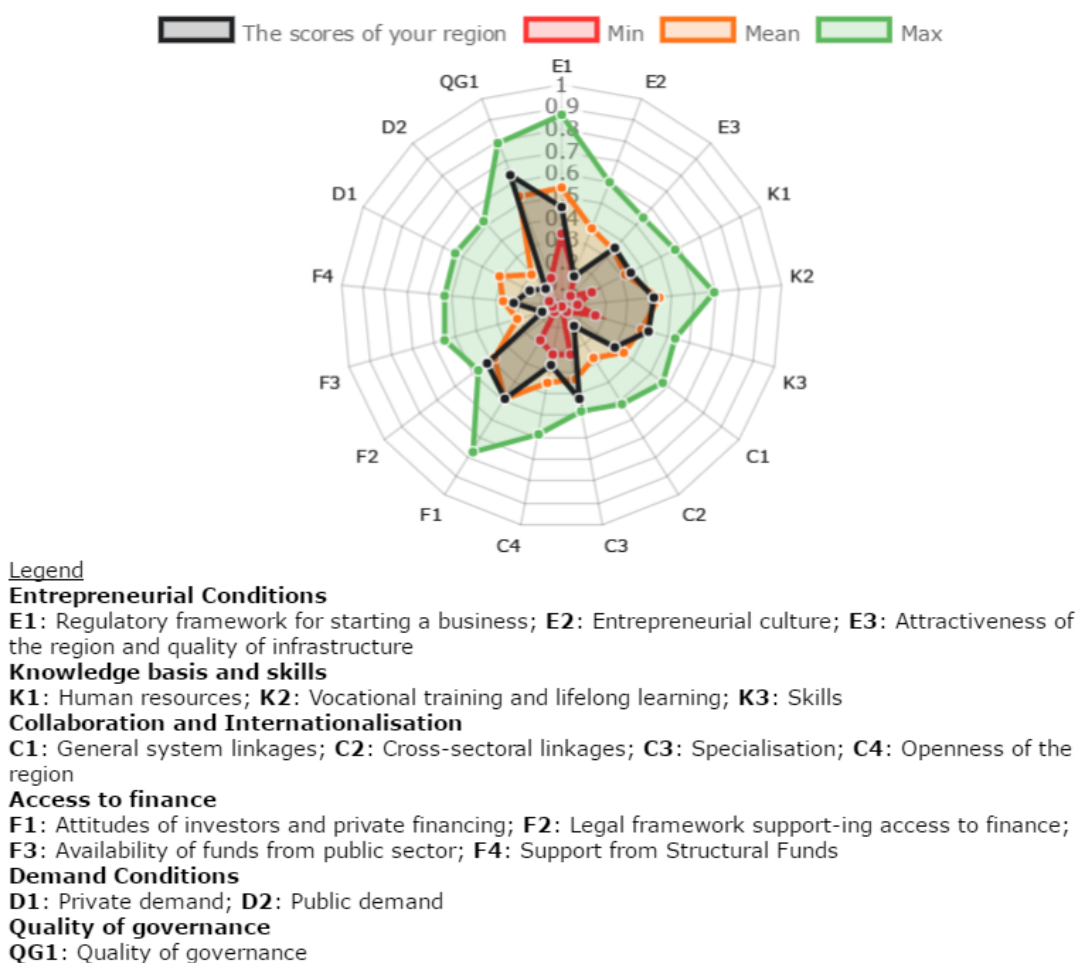 The scores of your region Min Mean Max
E1
QG1 E2
1
0.9
D2 0.8 E3
0.7
0.6
D1 K1
F4 K2
F3 K3
F2 C1
F1 C2
C4 C3
Legend
Entrepreneurial Conditions
E1: Regulatory framework for starting a business; E2: Entrepreneurial culture; E3: Attractiveness of
the region and quality of infrastructure
Knowledge basis and skills
K1: Human resources; K2: Vocational training and lifelong learning; K3: Skills
Collaboration and Internationalisation
C1: General system linkages; C2: Cross-sectoral linkages; C3: Specialisation; C4: Openness of the
region
Access to finance
F1: Attitudes of investors and private financing; F2: Legal framework support-ing access to finance;
F3: Availability of funds from public sector; F4: Support from Structural Funds
Demand Conditions
D1: Private demand; D2: Public demand
Quality of governance
QG1: Quality of governance